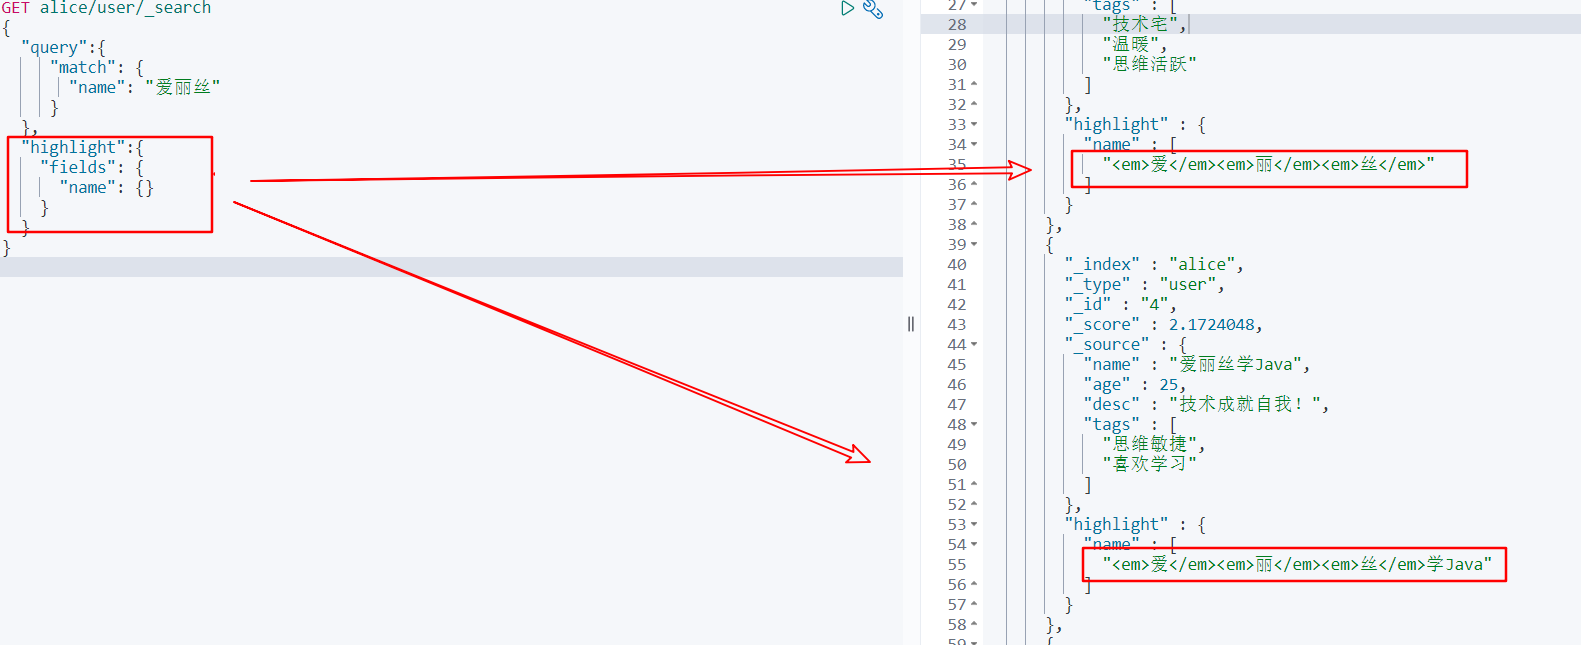 GET alice/user/_search
{
  "query":{
    "match": {
      "name": "爱丽丝"
    }
  },
  "highlight":{
    "fields": {
      "name": {}
    }
  }
}
27 "tags" : [
28 "技术宅",
29 "温暖",
30 "思维活跃"
31 ]
32 },
33 "highlight" : {
34 "name" : [
35 "<em>爱</em><em>丽</em><em>丝</em>"
36 ]
37 }
38 },
39 {
40 "_index" : "alice",
41 "_type" : "user",
42 "_id" : "4",
43 "_score" : 2.1724048,
44 "_source" : {
45 "name" : "爱丽丝学Java",
46 "age" : 25,
47 "desc" : "技术成就自我！",
48 "tags" : [
49 "思维敏捷",
50 "喜欢学习"
51 ]
52 },
53 "highlight" : {
54 "name" : [
55 "<em>爱</em><em>丽</em><em>丝</em>学Java"
56 ]
57 }
58 },
59 {